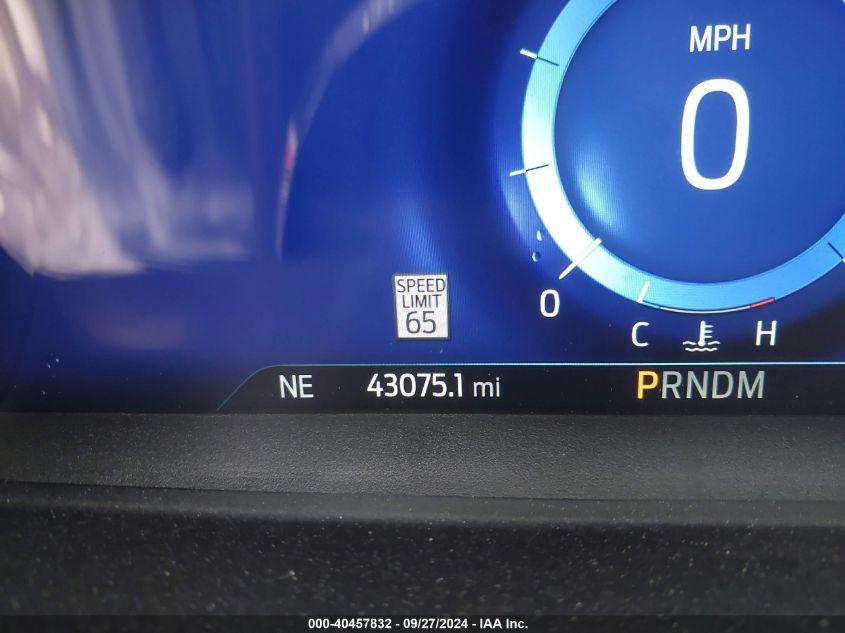 MPH
0
SPEED
LIMIT
65
0
C H
NE 43075.1 mi PRNDM
000-40457832 - 09/27/2024 - IAA Inc.